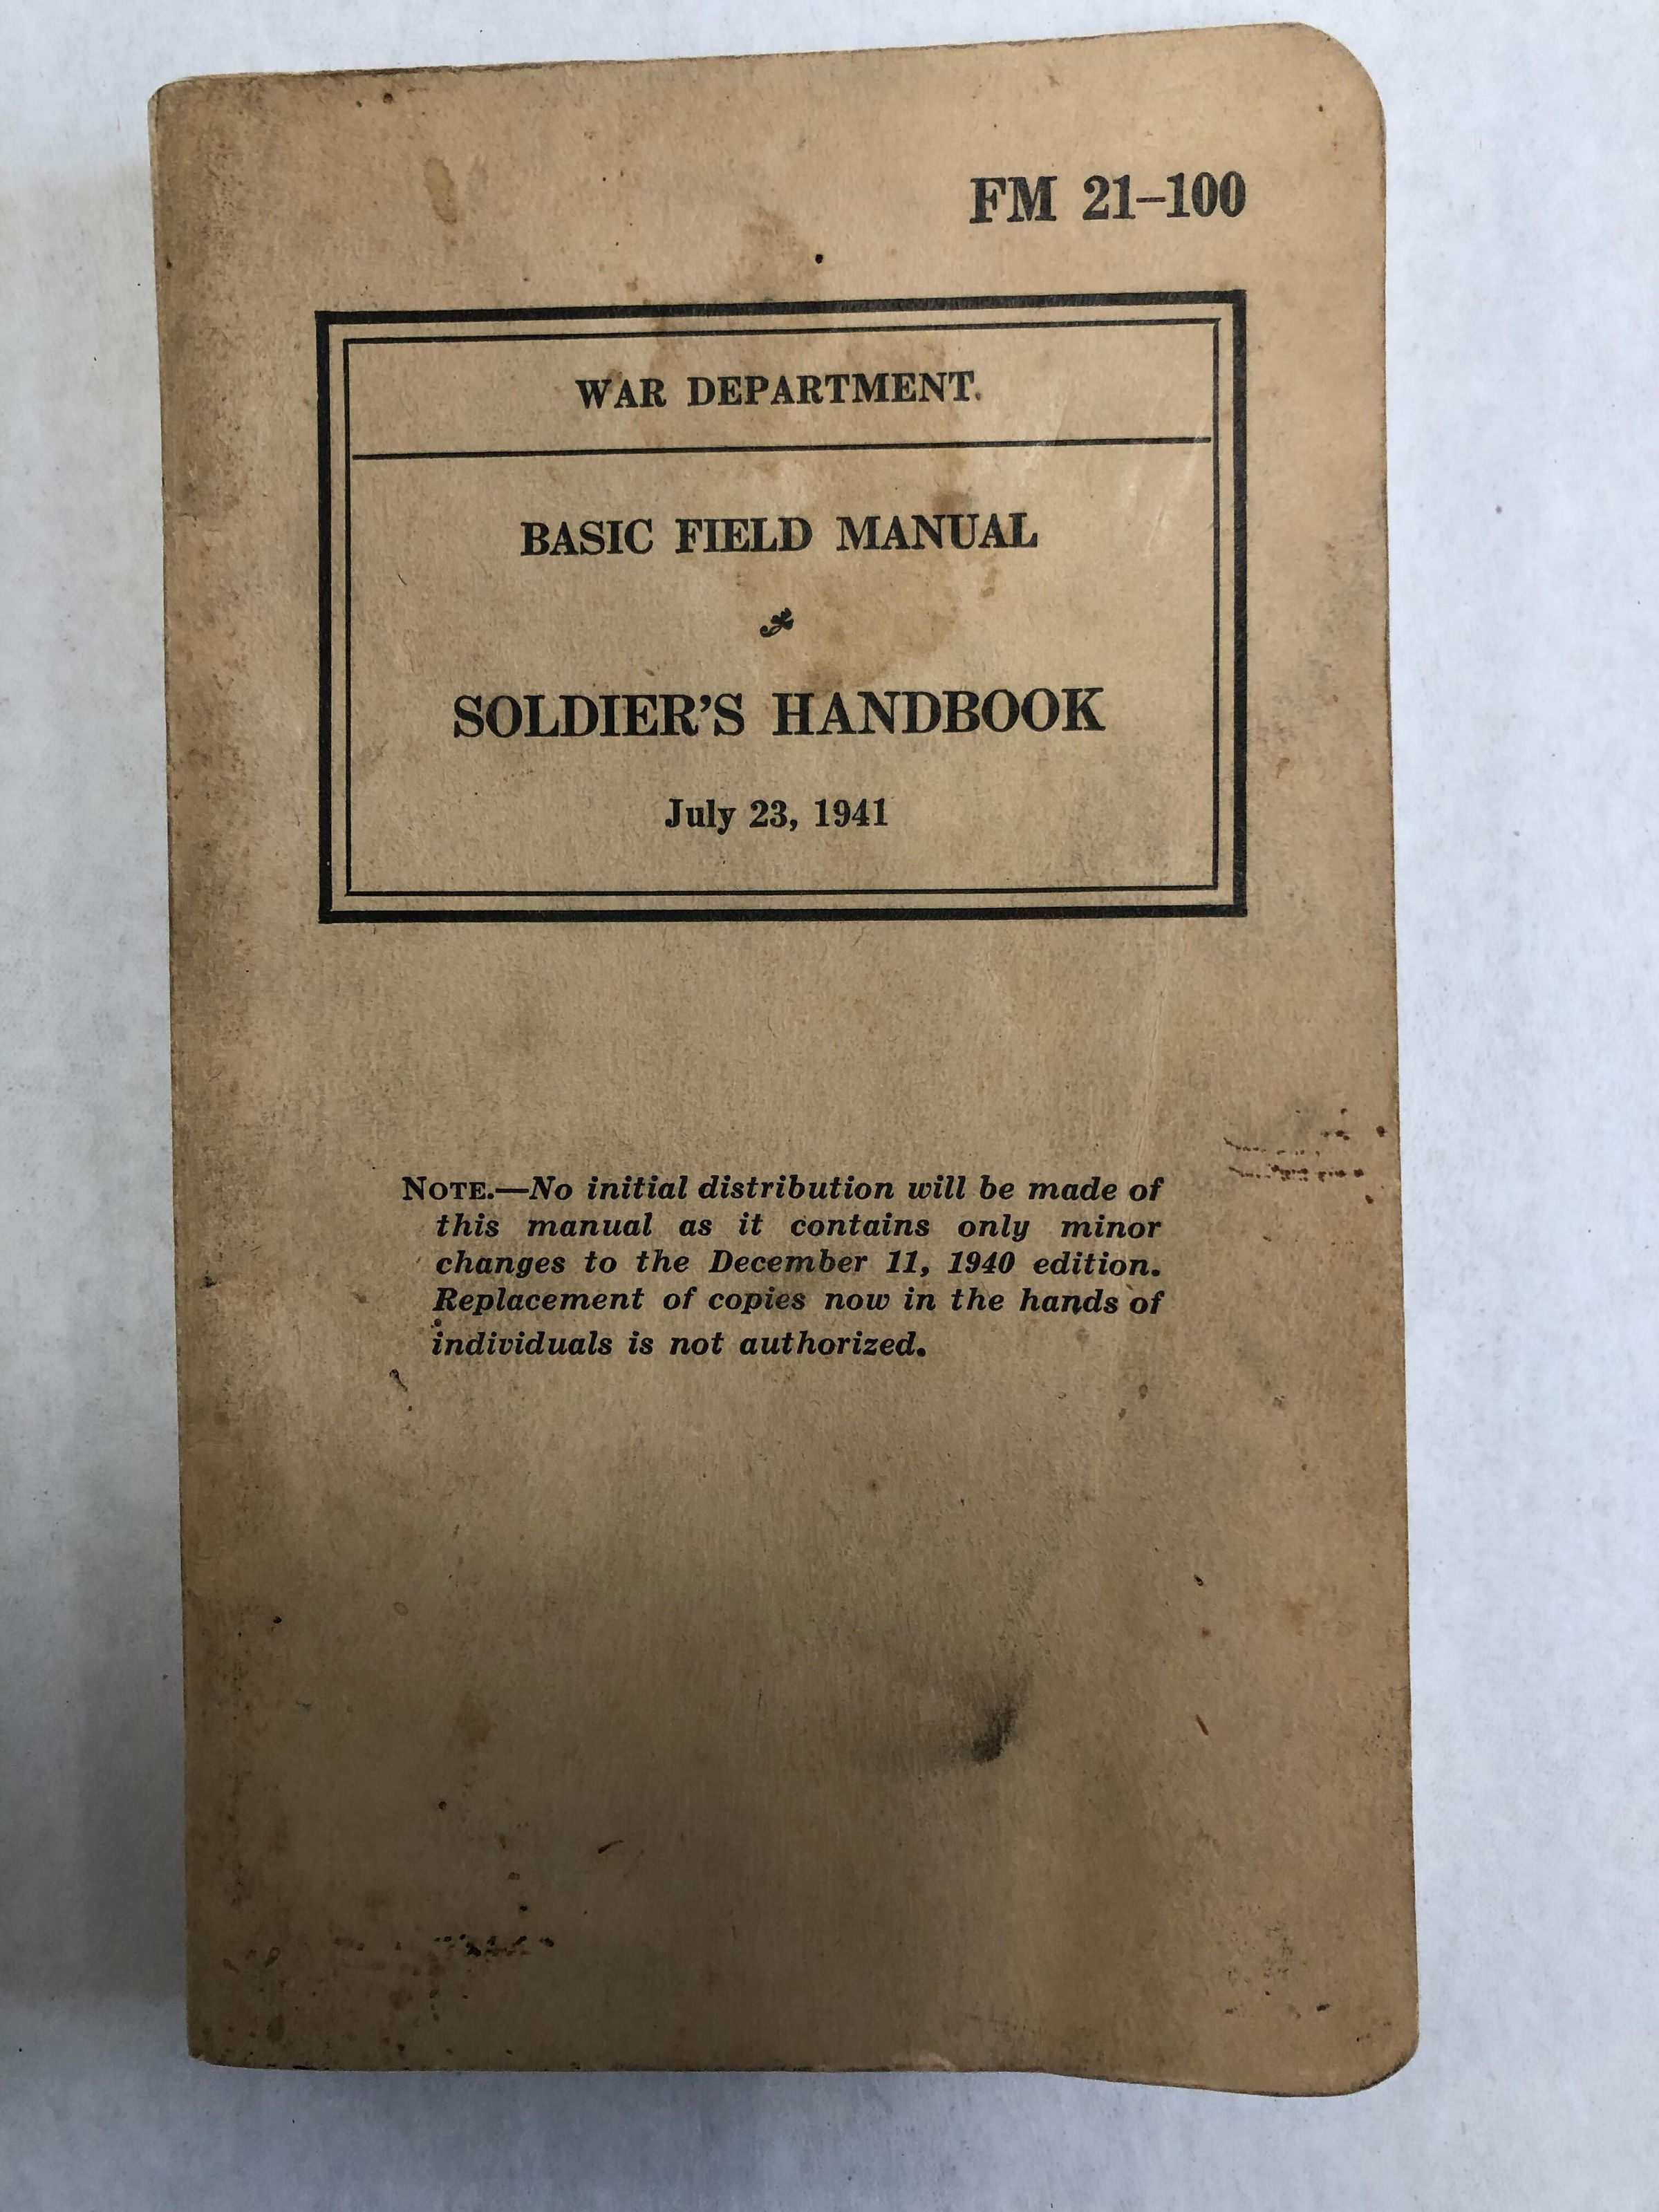 FM 21–100
WAR DEPARTMENT.
BASIC FIELD MANUAL
SOLDIER'S HANDBOOK
July 23, 1941
NOTE.—No initial distribution will be made of
this manual as it contains only minor
changes to the December 11, 1940 edition.
Replacement of copies now in the hands of
individuals is not authorized.